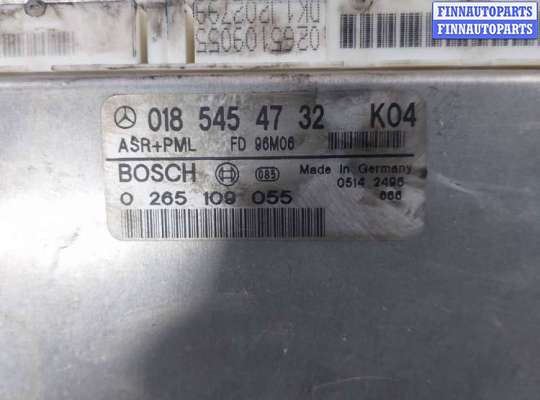 FINNAUTOPARTS
FINNAUTOPARTS
0265109055
018 545 47 32 K04
ASR+PML FD 96M06
BOSCH 085 Made in Germany
0514 2496
0 265 109 055 666